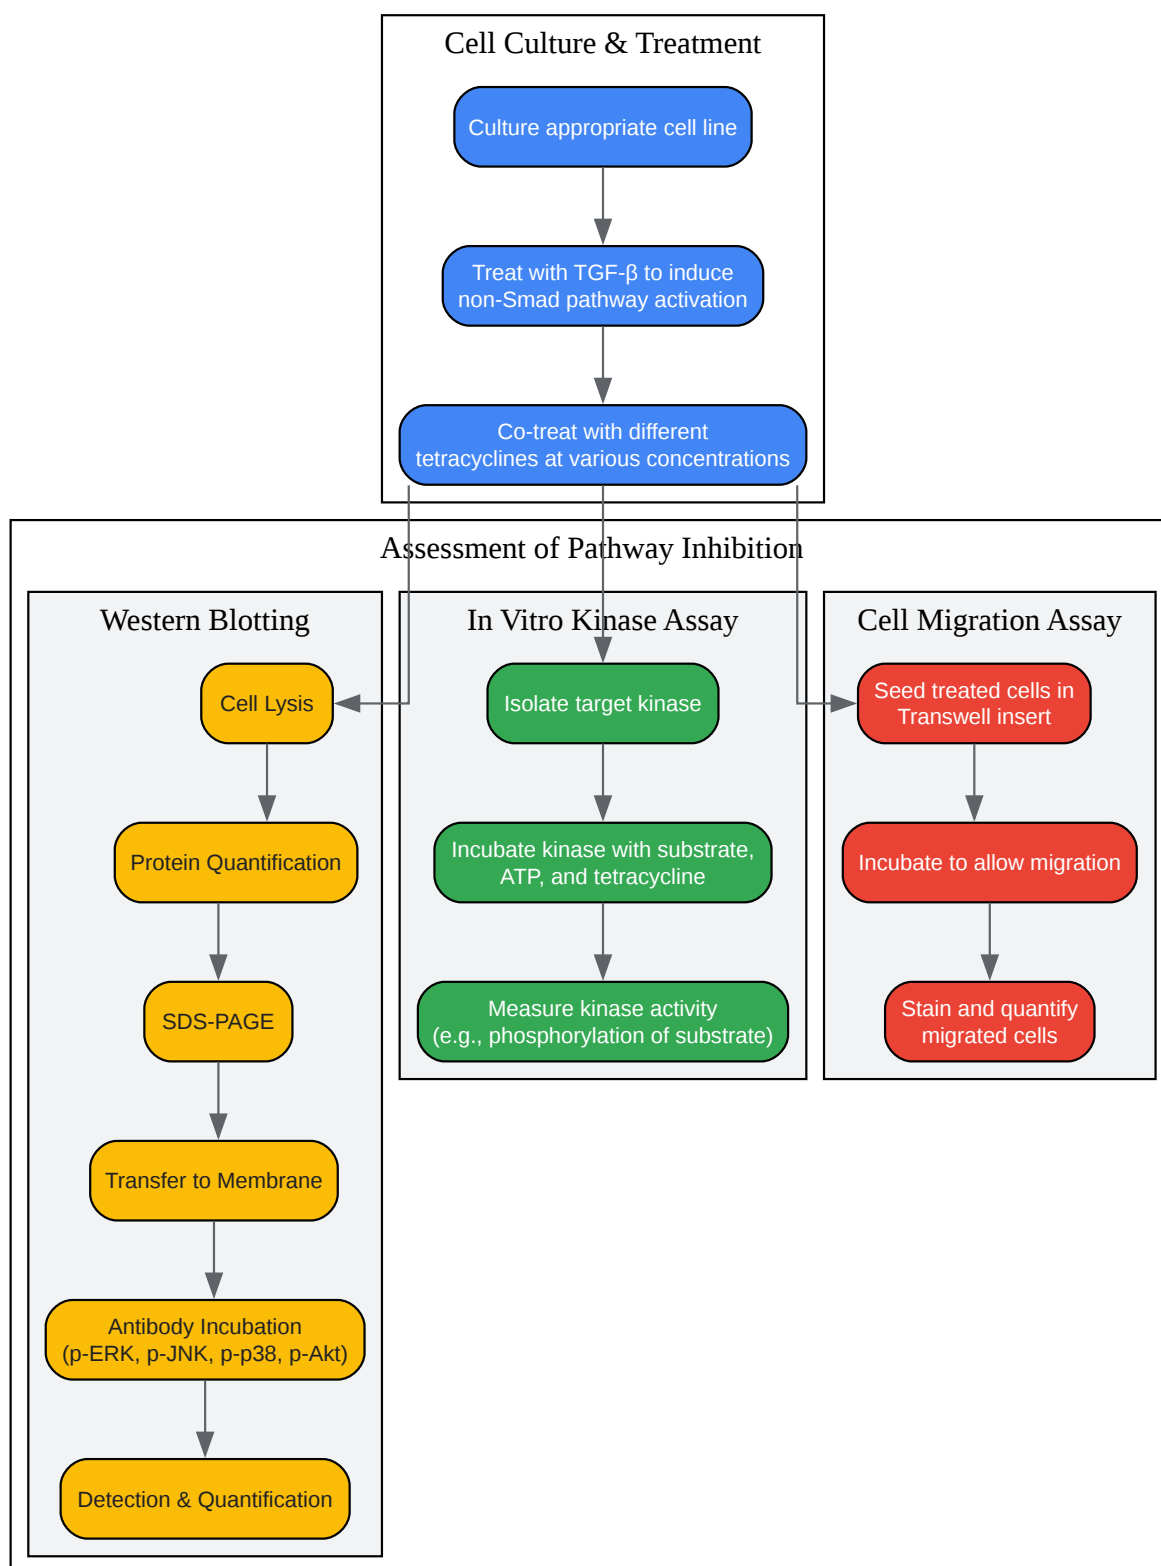 Cell Culture & Treatment
Culture appropriate cell line
Treat with TGF-β to induce
non-Smad pathway activation
Co-treat with different
tetracyclines at various concentrations
Assessment of Pathway Inhibition
Western Blotting
Cell Lysis
Protein Quantification
SDS-PAGE
Transfer to Membrane
Antibody Incubation
(p-ERK, p-JNK, p-p38, p-Akt)
Detection & Quantification
In Vitro Kinase Assay
Isolate target kinase
Incubate kinase with substrate,
ATP, and tetracycline
Measure kinase activity
(e.g., phosphorylation of substrate)
Cell Migration Assay
Seed treated cells in
Transwell insert
Incubate to allow migration
Stain and quantify
migrated cells